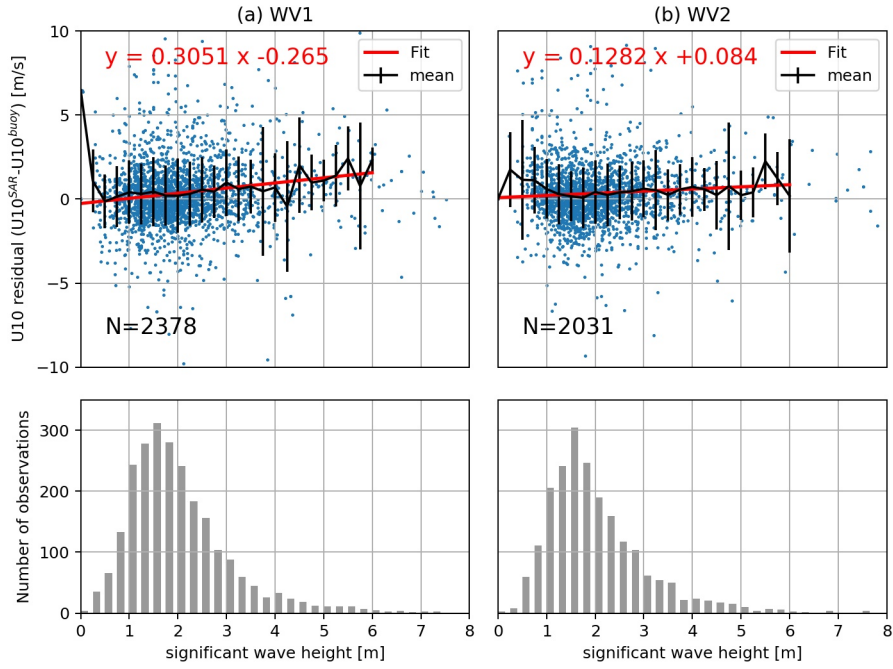 (a) WV1
(b) WV2
y = 0.3051 x -0.265
Fit
mean
y = 0.1282 x +0.084
Fit
mean
U10 residual (U10^SAR-U10^buoy) [m/s]
10
5
0
−5
−10
N=2378
N=2031
Number of observations
300
200
100
0
0 1 2 3 4 5 6 7 8
0 1 2 3 4 5 6 7 8
significant wave height [m]
significant wave height [m]